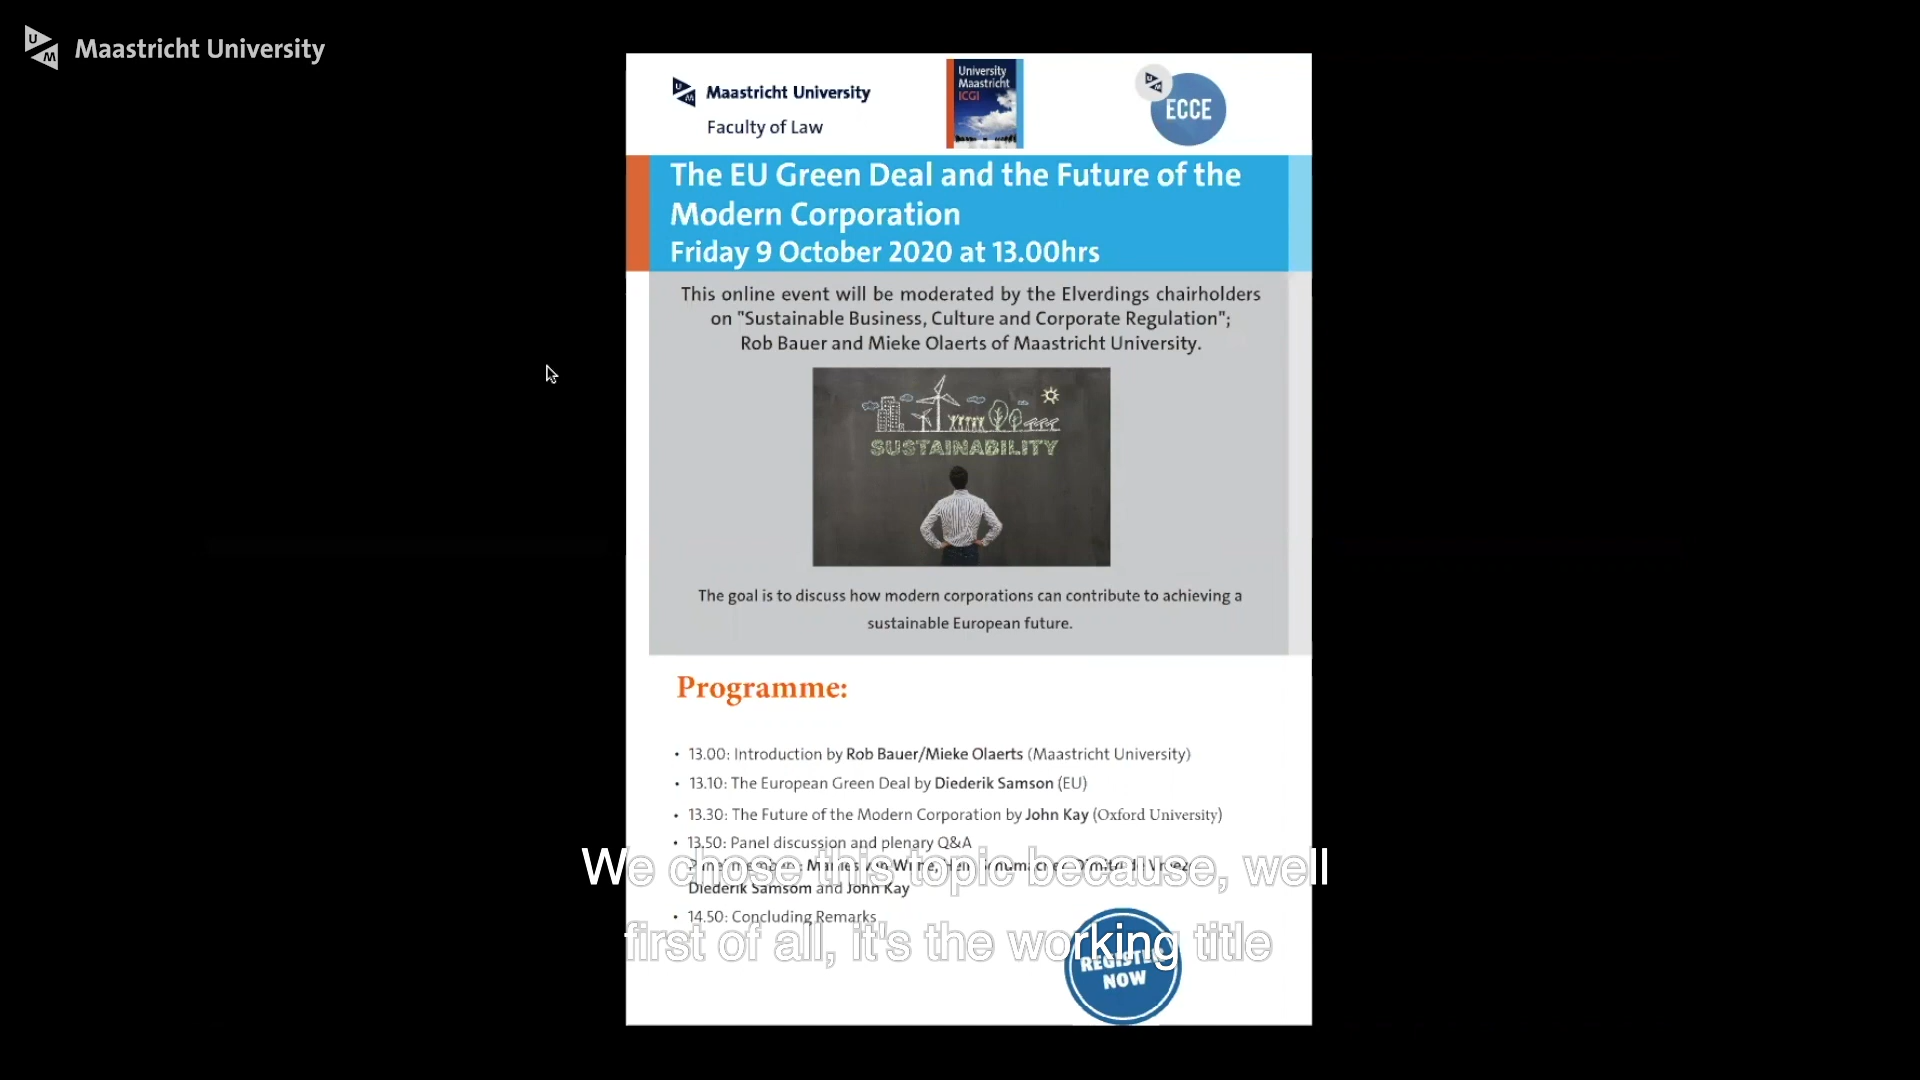 Maastricht University
Maastricht University
Faculty of Law
University
Maastricht
ICGI
ECCE
The EU Green Deal and the Future of the
Modern Corporation
Friday 9 October 2020 at 13.00hrs
This online event will be moderated by the Elverdings chairholders
on "Sustainable Business, Culture and Corporate Regulation";
Rob Bauer and Mieke Olaerts of Maastricht University.
SUSTAINABILITY
The goal is to discuss how modern corporations can contribute to achieving a
sustainable European future.
Programme:
• 13.00: Introduction by Rob Bauer/Mieke Olaerts (Maastricht University)
• 13.10: The European Green Deal by Diederik Samson (EU)
• 13.30: The Future of the Modern Corporation by John Kay (Oxford University)
• 13.50: Panel discussion and plenary Q&A
Diederik Samsom and John Kay
• 14.50: Concluding Remarks
We chose this topic because, well
first of all, it's the working title
REGISTER
NOW